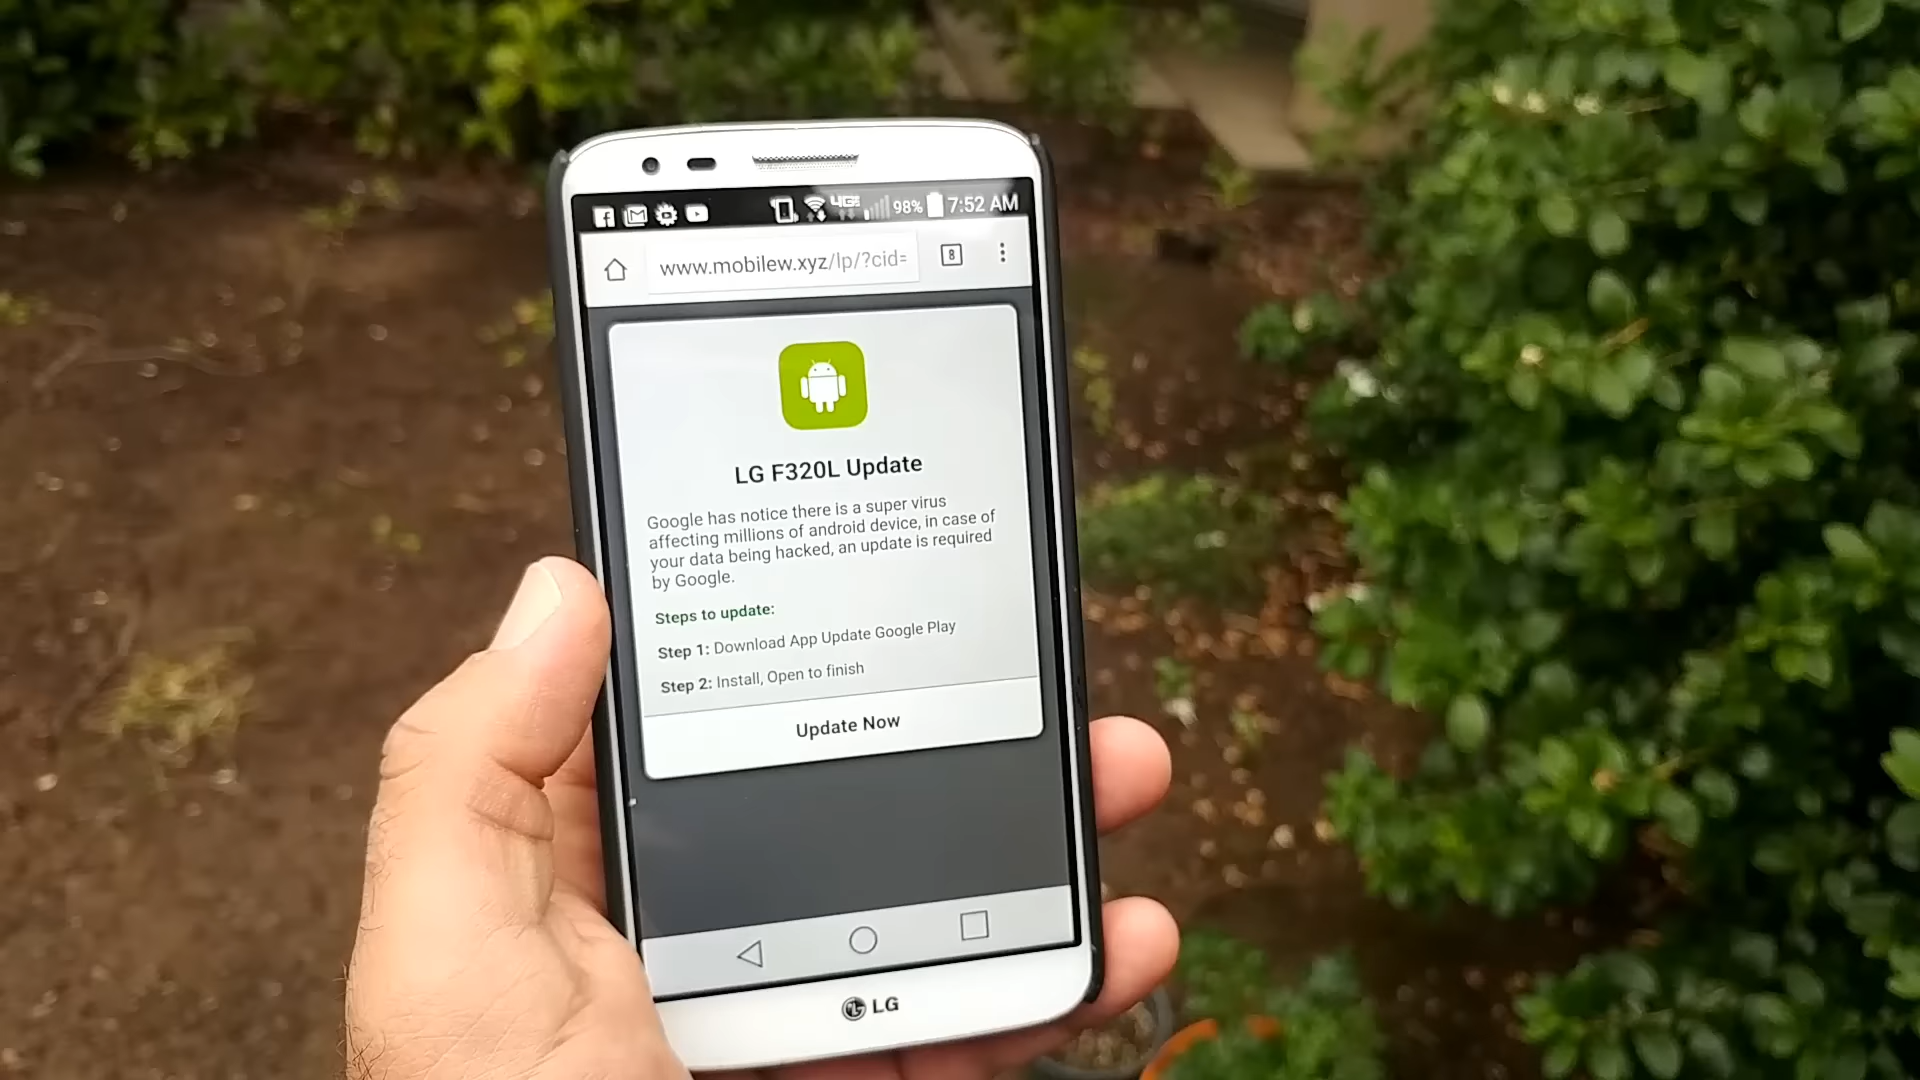 4GE 98% 7:52 AM
www.mobilew.xyz/lp/?cid=
8
LG F320L Update
Google has notice there is a super virus
affecting millions of android device, in case of
your data being hacked, an update is required
by Google.
Steps to update:
Step 1: Download App Update Google Play
Step 2: Install, Open to finish
Update Now
LG